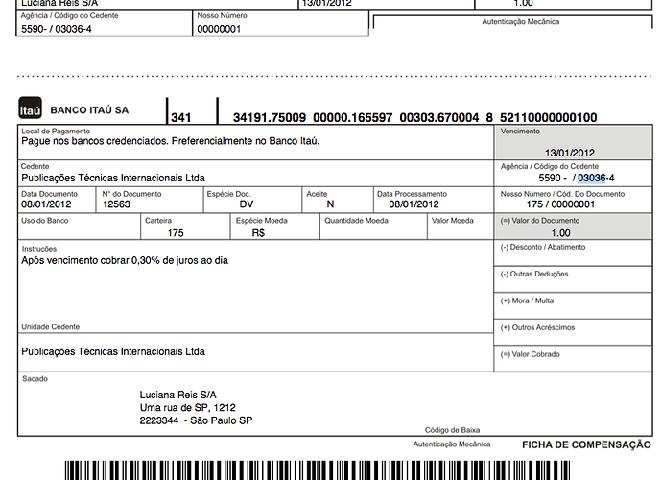 Luciana Reis S/A 13/01/2012 1.00
Agência / Código co Cedente Nosso Número Autenticação Mecânica
5590- / 03036-4 00000001
Itaú BANCO ITAÚ SA 341 34191.75009 00000.165597 00303.670004 8 52110000000100
Local de Pagamento Vencimento
Pague nos bancos credenciados. Preferencialmente no Banco Itaú.
13/01/2012
Cedente Agência / Código do Cedente
Publicações Técnicas Internacionais Ltda 5590 - / 03036-4
Data Documento N° do Documento Espécie Doc. Aceite Data Processamento Nosso Número / Cód. Do Documento
08/01/2012 12563 DV N 08/01/2012 175 / 00000001
Uso do Banco Carteira Espécie Moeda Quantidade Moeda Valor Moeda (=) Valor do Documento
175 R$ 1.00
Instruções (-) Desconto / Abatimento
Após vencimento cobrar 0,30% de juros ao dia
(-) Outras Deduções
(+) Mora / Multa
Unidade Cedente (+) Outros Acréscimos
Publicações Técnicas Internacionais Ltda (=) Valor Cobrado
Sacado
Luciana Reis S/A
Uma rua de SP, 1212
2223344 - São Paulo SP
Código de Baixa
Autenticação Mecânica FICHA DE COMPENSAÇÃO